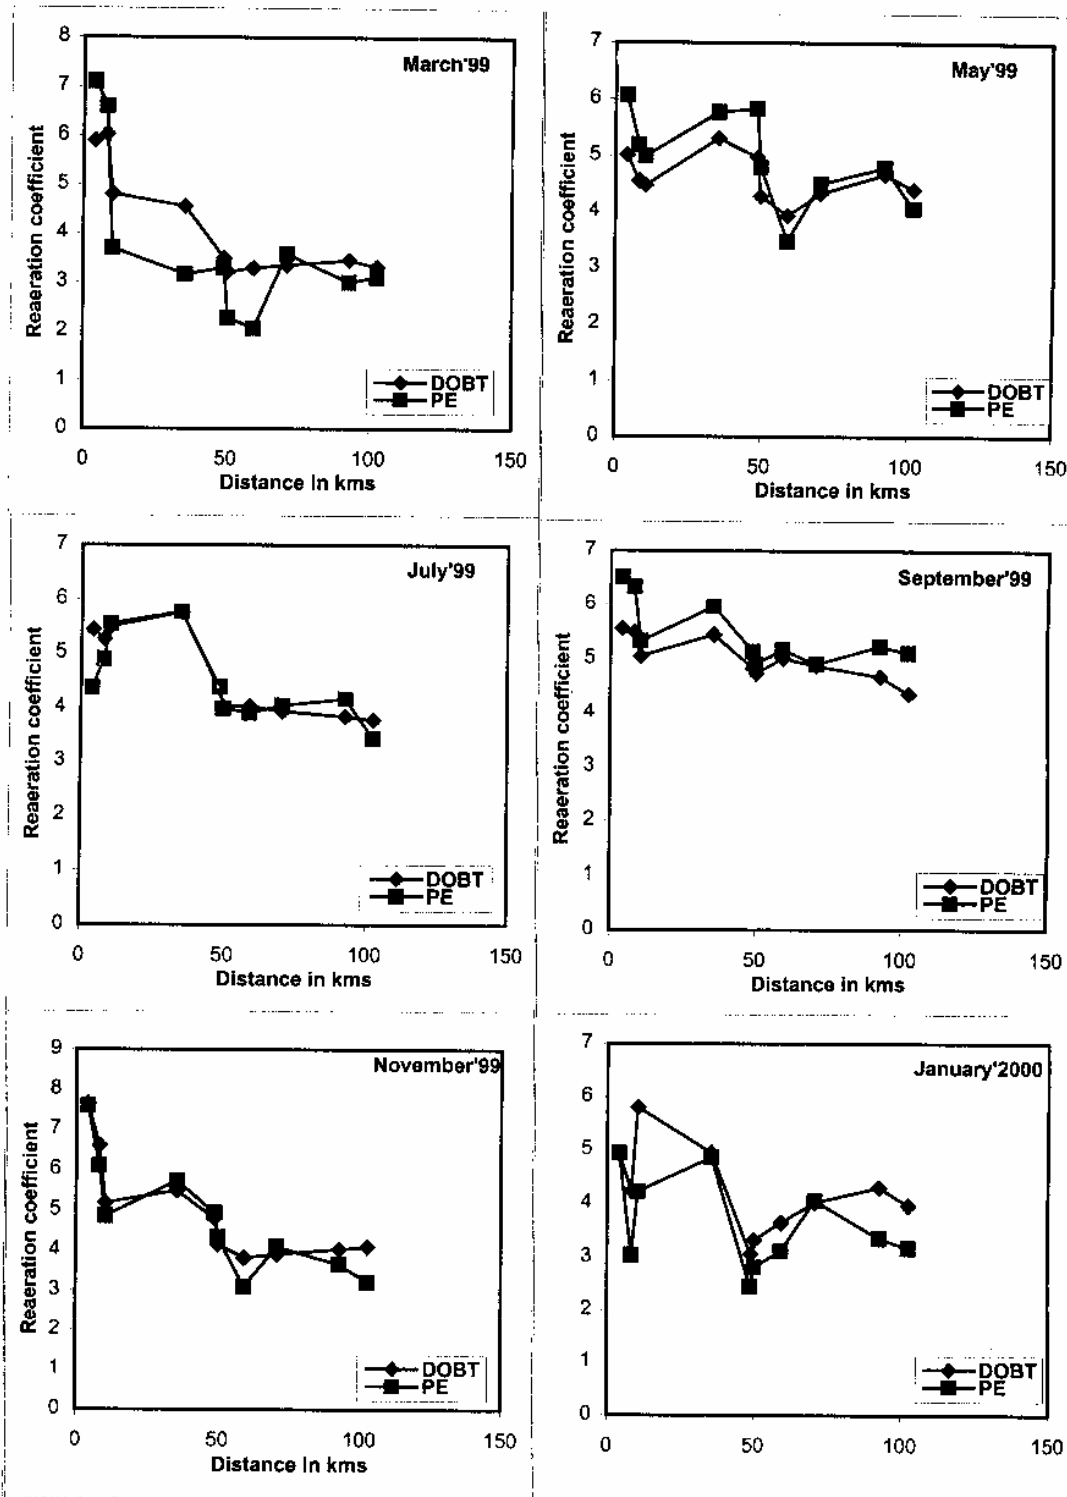 March'99
Reaeration coefficient
8
7
6
5
4
3
2
1
0
DOBT
PE
0 50 100 150
Distance In kms
May'99
Reaeration coefficient
7
6
5
4
3
2
1
0
DOBT
PE
0 50 100 150
Distance in kms
July'99
Reaeration coefficient
7
6
5
4
3
2
1
0
DOBT
PE
0 50 100 150
Distance in kms
September'99
Reaeration coefficient
7
6
5
4
3
2
1
0
DOBT
PE
0 50 100 150
Distance in kms
November'99
Reaeration coefficient
9
8
7
6
5
4
3
2
1
0
DOBT
PE
0 50 100 150
Distance In kms
January'2000
7
6
5
4
3
2
1
0
DOBT
PE
0 50 100 150